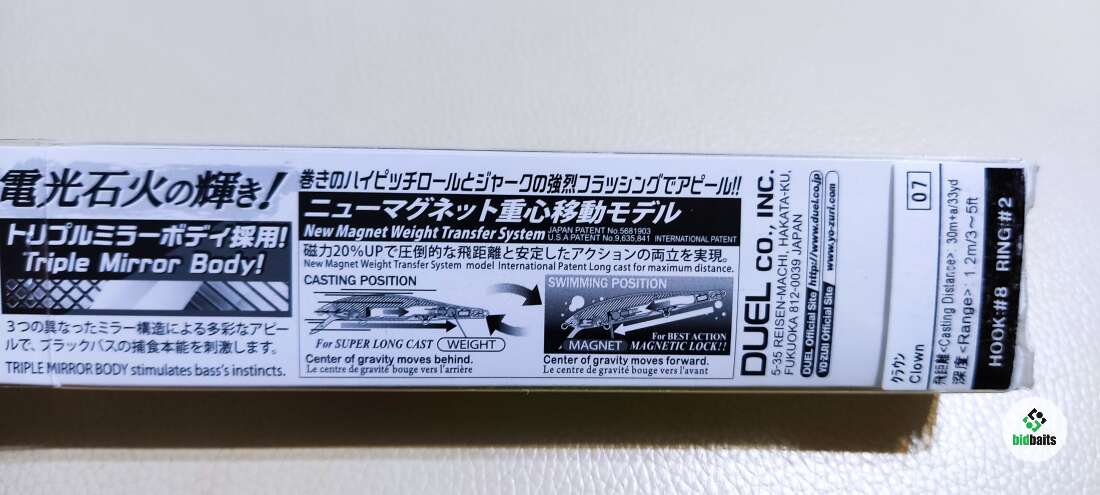 電光石火の輝き!
トリプルミラーボディ採用!
Triple Mirror Body!
3つの異なったミラー構造による多彩なアピー
ルで、ブラックバスの捕食本能を刺激します。
TRIPLE MIRROR BODY stimulates bass's instincts.
巻きのハイピッチロールとジャークの強烈フラッシングでアピール!!
ニューマグネット重心移動モデル
New Magnet Weight Transfer System JAPAN PATENT No.5681903
U.S.A PATENT No.9,635,841 INTERNATIONAL PATENT
磁力20%UPで圧倒的な飛距離と安定したアクションの両立を実現。
New Magnet Weight Transfer System model International Patent Long cast for maximum distance.
CASTING POSITION
For SUPER LONG CAST
WEIGHT
Center of gravity moves behind.
Le centre de gravité bouge vers l'arrière
SWIMMING POSITION
For BEST ACTION
MAGNET MAGNETIC LOCK!!
Center of gravity moves forward.
Le centre de gravité bouge vers l'avant
DUEL CO., INC.
5-35 REISEN-MACHI, HAKATA-KU,
FUKUOKA 812-0039 JAPAN
DUEL Official Site http://www.duel.co.jp
YO-ZURI Official Site www.yo-zuri.com
07
クラウン
Clown
飛距離<Casting Distance> 30m+a/33yd
深度<Range>: 1.2m/3~5ft
HOOK:#8 RING:#2
bidbaits